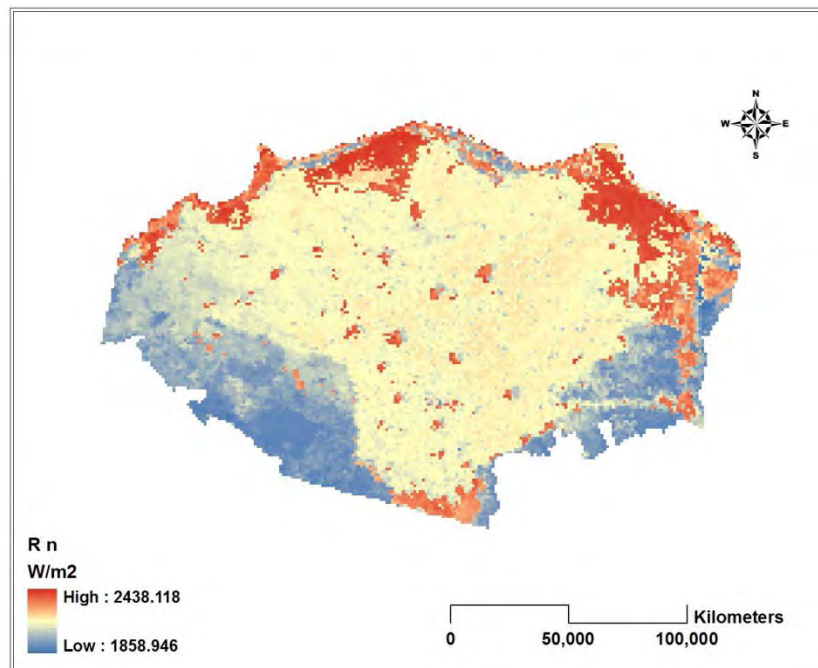 N
W E
S
R n
W/m2
High : 2438.118
Low : 1858.946
Kilometers
0 50,000 100,000